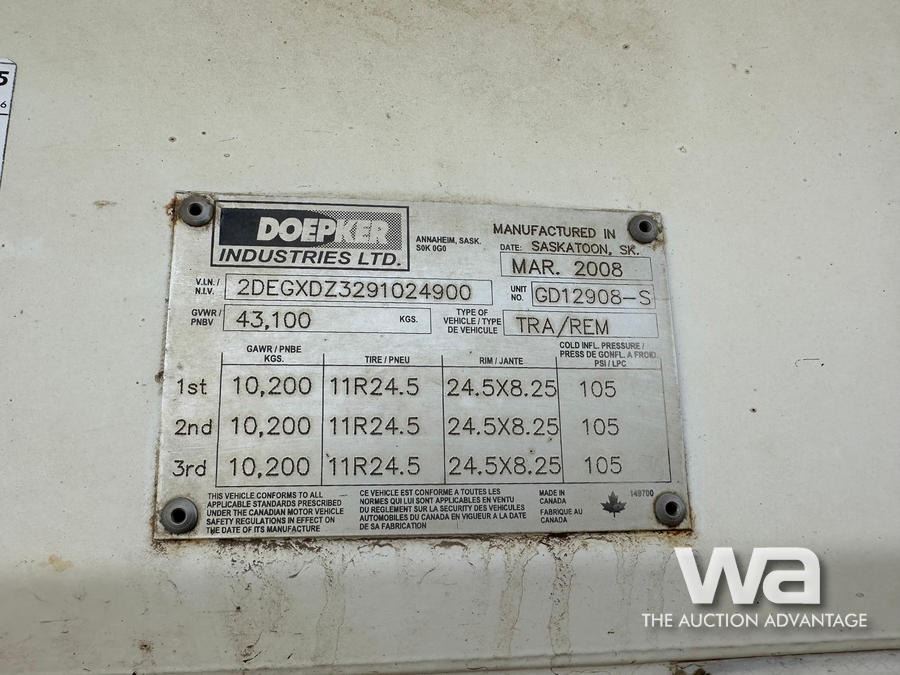 5
6
DOEPKER
INDUSTRIES LTD.
ANNAHEIM, SASK.
S0K 0G0
MANUFACTURED IN
DATE: SASKATOON, SK.
MAR. 2008
V.I.N./
N.I.V.
2DEGXDZ3291024900
UNIT
NO.
GD12908-S
GVWR/
PNBV
43,100
KGS.
TYPE OF
VEHICLE / TYPE
DE VEHICULE
TRA/REM
GAWR / PNBE
KGS.
TIRE / PNEU
RIM / JANTE
COLD INFL. PRESSURE /
PRESS DE GONFL. A FROID
PSI / LPC
1st 10,200 11R24.5 24.5X8.25 105
2nd 10,200 11R24.5 24.5X8.25 105
3rd 10,200 11R24.5 24.5X8.25 105
THIS VEHICLE CONFORMS TO ALL
APPLICABLE STANDARDS PRESCRIBED
UNDER THE CANADIAN MOTOR VEHICLE
SAFETY REGULATIONS IN EFFECT ON
THE DATE OF ITS MANUFACTURE
CE VEHICLE EST CONFORME A TOUTES LES
NORMES QUI LUI SONT APPLICABLES EN VENTU
DU REGLEMENT SUR LA SECURITY DES VEHICULES
AUTOMOBILES DU CANADA EN VIGUEUR A LA DATE
DE SA FABRICATION
MADE IN
CANADA
FABRIQUE AU
CANADA
149700
wa
THE AUCTION ADVANTAGE